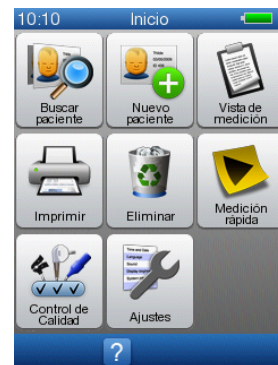 10:10 Inicio
Buscar
paciente
Nuevo
paciente
Vista de
medición
Imprimir
Eliminar
Medición
rápida
Control de
Calidad
Ajustes
?